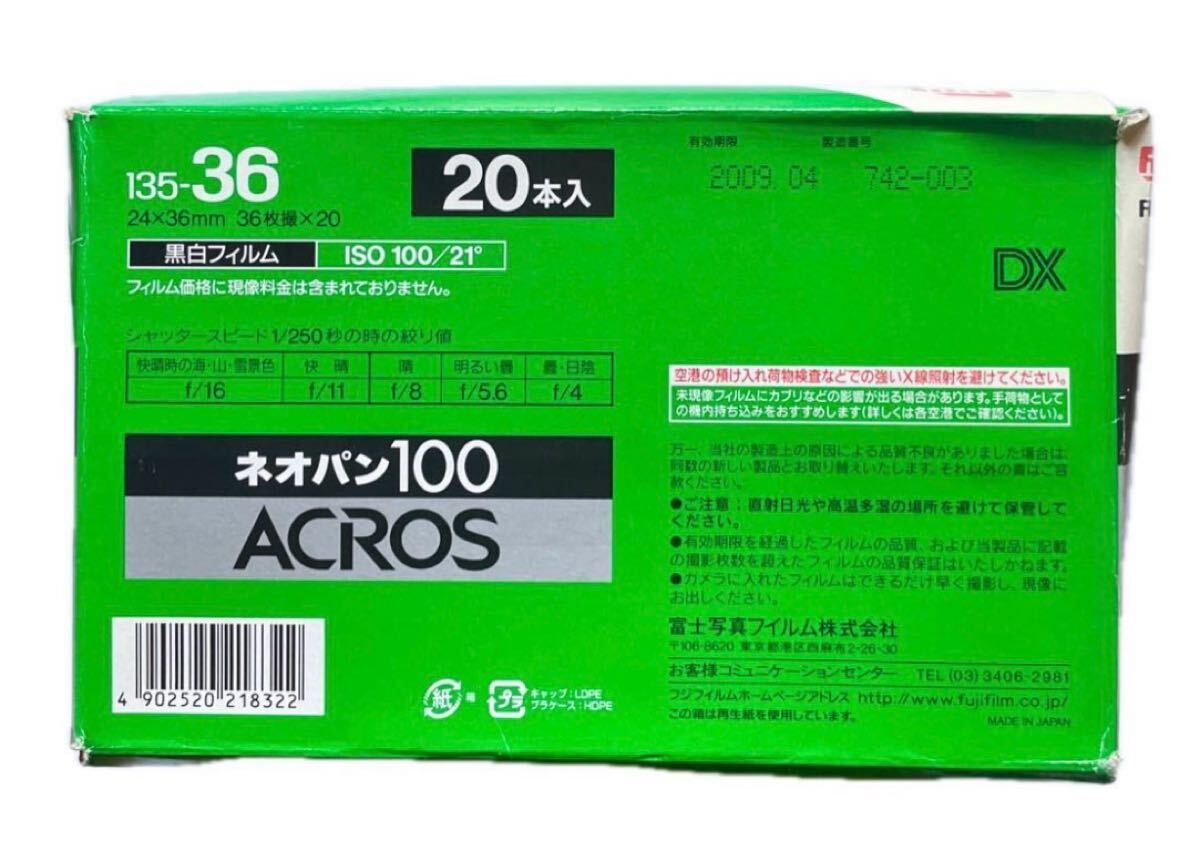 135-36
24×36mm 36枚撮×20
20本入
黒白フィルム ISO 100/21°
フィルム価格に現像料金は含まれておりません。
シャッタースピード1/250秒の時の絞り値
快晴時の海・山・雪景色 快晴 晴 明るい曇 曇・日陰
f/16 f/11 f/8 f/5.6 f/4
ネオパン100
ACROS
4 902520 218322
紙 箱
プラ キャップ:LDPE
プラケース:HDPE
有効期限 製造番号
2009.04 742-003
DX
空港の預け入れ荷物検査などでの強いX線照射を避けてください。
未現像フィルムにカブリなどの影響が出る場合があります。手荷物として
の機内持ち込みをおすすめします(詳しくは各空港でご確認ください)。
万一、当社の製造上の原因による品質不良がありました場合は、
同数の新しい製品とお取り替えいたします。それ以外の責はご容
赦ください。
●ご注意:直射日光や高温多湿の場所を避けて保管して
ください。
●有効期限を経過したフィルムの品質、および当製品に記載
の撮影枚数を超えたフィルムの品質保証はいたしかねます。
●カメラに入れたフィルムはできるだけ早く撮影し、現像に
お出しください。
富士写真フイルム株式会社
〒106-8620 東京都港区西麻布2-26-30
お客様コミュニケーションセンター TEL(03)3406-2981
フジフイルムホームページアドレス http://www.fujifilm.co.jp/
この箱は再生紙を使用しています。 MADE IN JAPAN